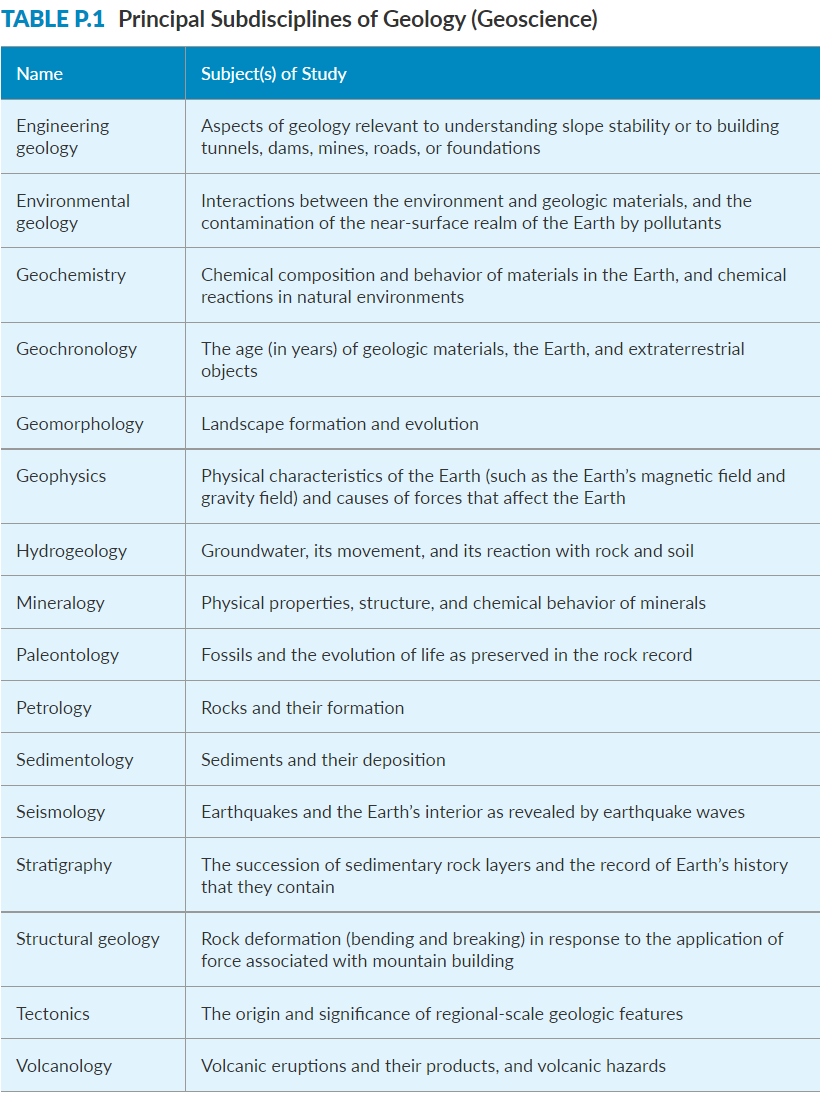 TABLE P.1 Principal Subdisciplines of Geology (Geoscience)
Name Subject(s) of Study
Engineering geology Aspects of geology relevant to understanding slope stability or to building
tunnels, dams, mines, roads, or foundations
Environmental geology Interactions between the environment and geologic materials, and the
contamination of the near-surface realm of the Earth by pollutants
Geochemistry Chemical composition and behavior of materials in the Earth, and chemical
reactions in natural environments
Geochronology The age (in years) of geologic materials, the Earth, and extraterrestrial
objects
Geomorphology Landscape formation and evolution
Geophysics Physical characteristics of the Earth (such as the Earth's magnetic field and
gravity field) and causes of forces that affect the Earth
Hydrogeology Groundwater, its movement, and its reaction with rock and soil
Mineralogy Physical properties, structure, and chemical behavior of minerals
Paleontology Fossils and the evolution of life as preserved in the rock record
Petrology Rocks and their formation
Sedimentology Sediments and their deposition
Seismology Earthquakes and the Earth's interior as revealed by earthquake waves
Stratigraphy The succession of sedimentary rock layers and the record of Earth's history
that they contain
Structural geology Rock deformation (bending and breaking) in response to the application of
force associated with mountain building
Tectonics The origin and significance of regional-scale geologic features
Volcanology Volcanic eruptions and their products, and volcanic hazards